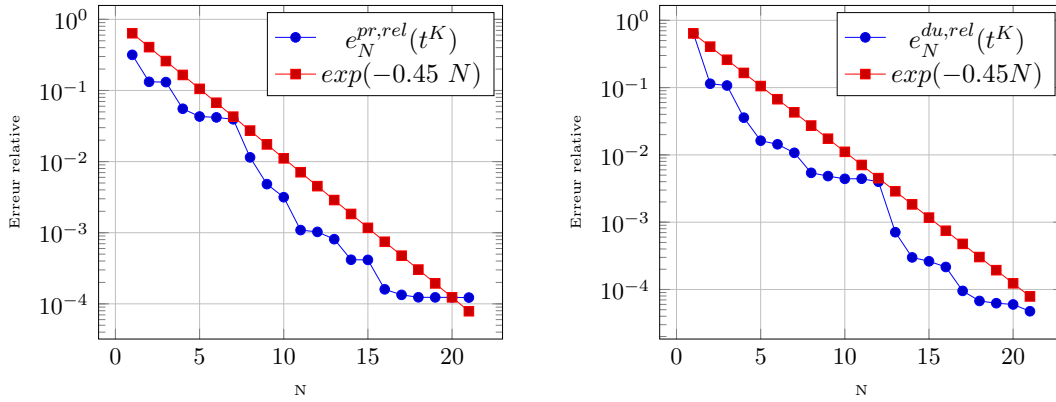 10^0
10^{-1}
10^{-2}
10^{-3}
10^{-4}
Erreur relative
0 5 10 15 20
N
e_N^{pr,rel}(t^K)
exp(−0.45 N)
10^0
10^{-1}
10^{-2}
10^{-3}
10^{-4}
Erreur relative
0 5 10 15 20
N
e_N^{du,rel}(t^K)
exp(−0.45N)